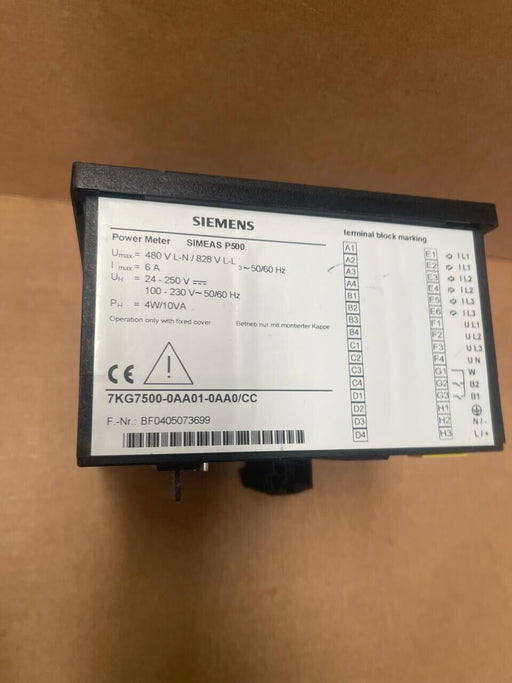 SIEMENS
Power Meter SIMEAS P500
Umax = 480 V L-N / 828 V L-L
I max = 6 A 3~ 50/60 Hz
UH = 24 - 250 V
100 - 230 V~ 50/60 Hz
PH = 4W/10VA
Operation only with fixed cover Betrieb nur mit montierter Kappe
CE
7KG7500-0AA01-0AA0/CC
F.-Nr.: BF0405073699
terminal block marking
A1
A2
A3
A4
B1
B2
B3
B4
C1
C2
C3
C4
D1
D2
D3
D4
E1 I L1
E2 I L1
E3 I L2
E4 I L2
E5 I L3
E6 I L3
F1 U L1
F2 U L2
F3 U L3
F4 U N
G1 W
G2 B2
G3 B1
H1
H2 N/-
H3 L/+